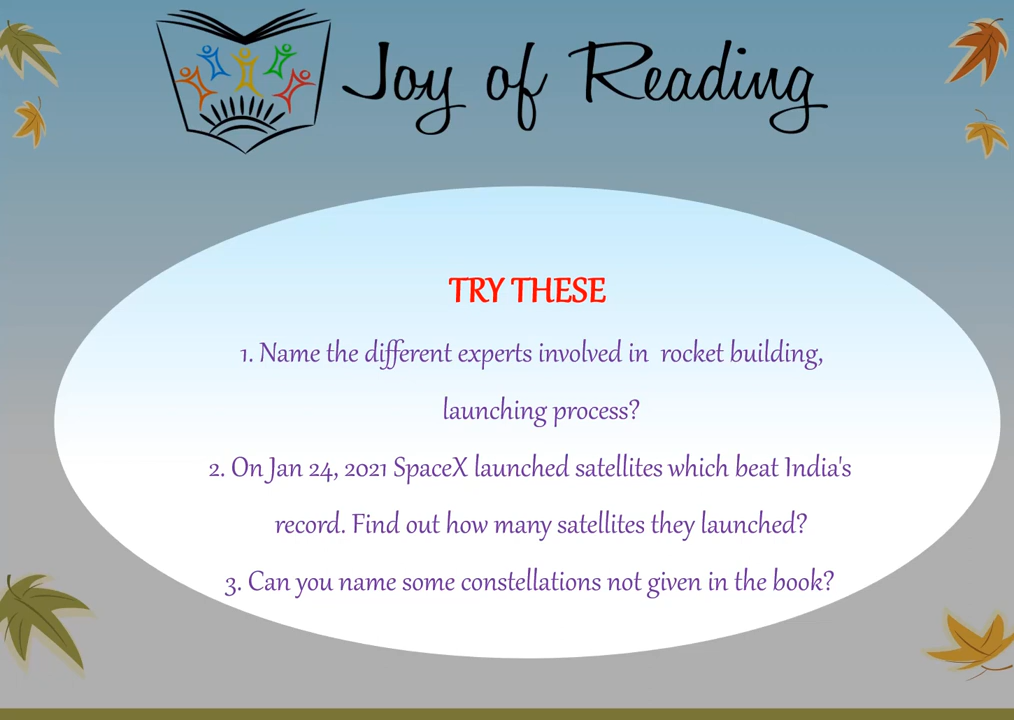 Joy of Reading
TRY THESE
1. Name the different experts involved in  rocket building,
launching process?
2. On Jan 24, 2021 SpaceX launched satellites which beat India's
record. Find out how many satellites they launched?
3. Can you name some constellations not given in the book?